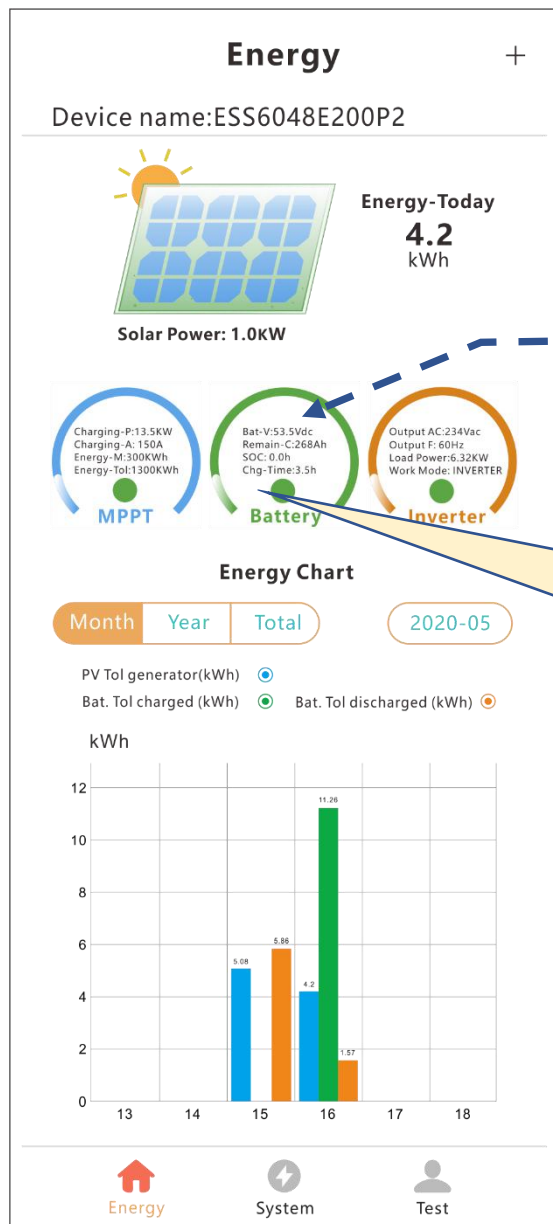 Energy +
Device name:ESS6048E200P2
Energy-Today
4.2
kWh
Solar Power: 1.0KW
Charging-P:13.5KW
Charging-A: 150A
Energy-M:300KWh
Energy-Tol:1300KWh
MPPT
Bat-V:53.5Vdc
Remain-C:268Ah
SOC: 0.0h
Chg-Time:3.5h
Battery
Output AC:234Vac
Output F: 60Hz
Load Power:6.32KW
Work Mode: INVERTER
Inverter
Energy Chart
Month Year Total 2020-05
PV Tol generator(kWh)
Bat. Tol charged (kWh) Bat. Tol discharged (kWh)
kWh
12
10
8
6
4
2
0
5.08
5.86
4.2
11.26
1.57
13 14 15 16 17 18
Energy System Test